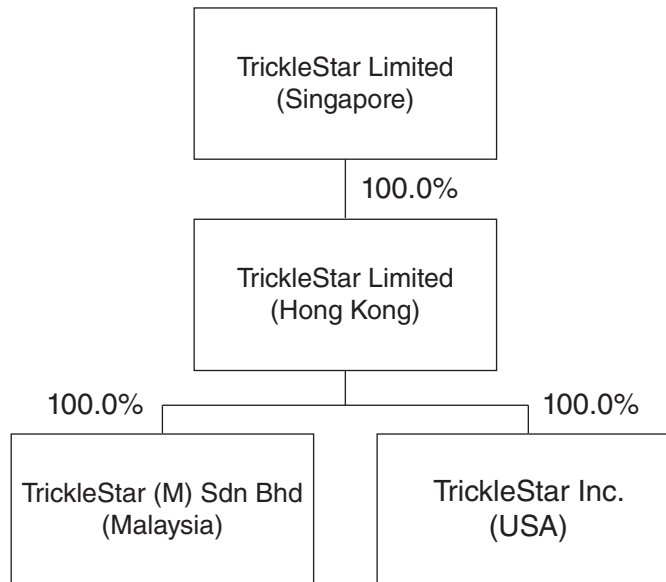 TrickleStar Limited
(Singapore)
100.0%
TrickleStar Limited
(Hong Kong)
100.0%
100.0%
TrickleStar (M) Sdn Bhd
(Malaysia)
TrickleStar Inc.
(USA)